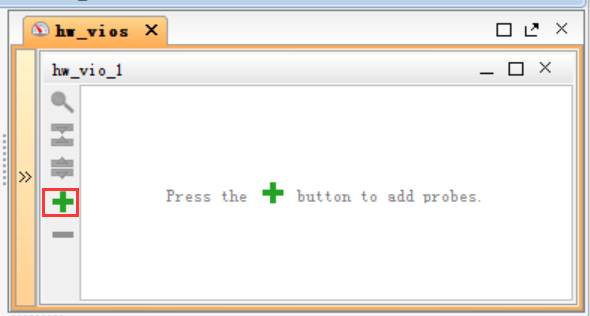 hw_vios
hw_vio_1
Press the + button to add probes.